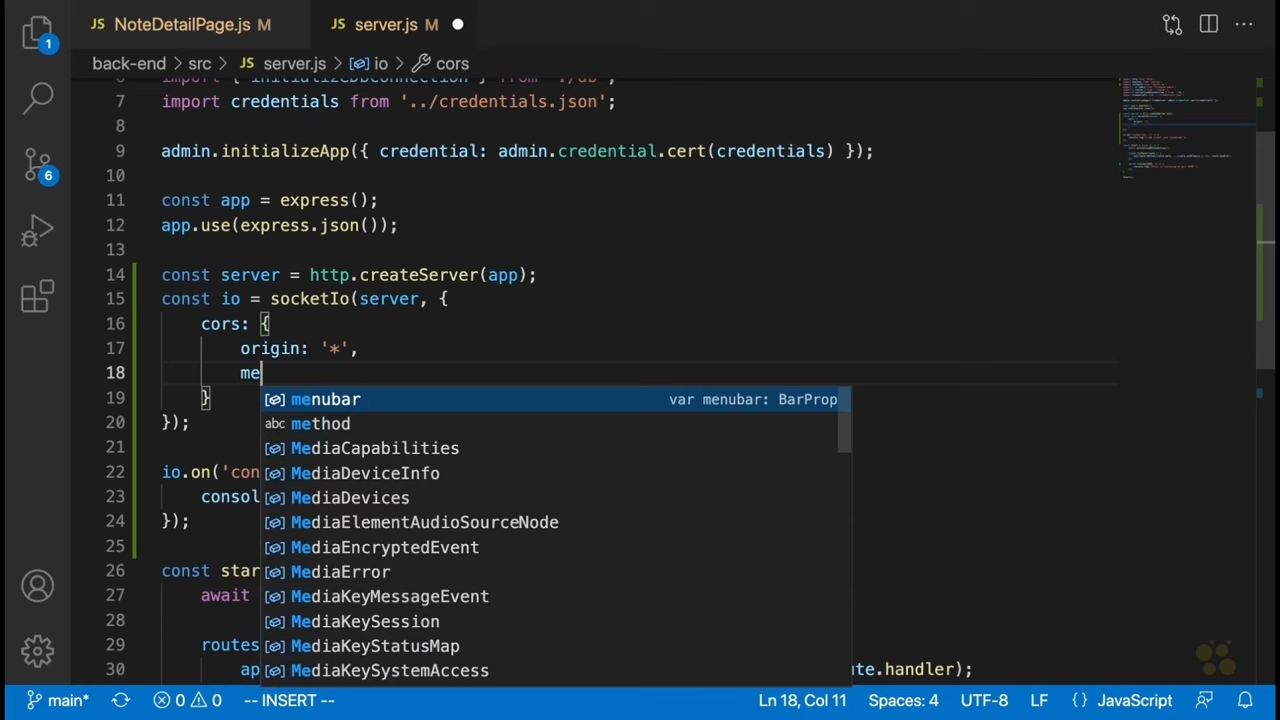 JS NoteDetailPage.js M JS server.js M
back-end > src > JS server.js > io > cors
1
6
7 import credentials from '../credentials.json';
8
9 admin.initializeApp({ credential: admin.credential.cert(credentials) });
10
11 const app = express();
12 app.use(express.json());
13
14 const server = http.createServer(app);
15 const io = socketIo(server, {
16 cors: {
17 origin: '*',
18 me
19 }
20 });
21
22 io.on('con
23 consol
24 });
25
26 const star
27 await
28
29 routes
30 ap ute.handler);
menubar var menubar: BarProp
abc method
MediaCapabilities
MediaDeviceInfo
MediaDevices
MediaElementAudioSourceNode
MediaEncryptedEvent
MediaError
MediaKeyMessageEvent
MediaKeySession
MediaKeyStatusMap
MediaKeySystemAccess
main* 0 0 -- INSERT -- Ln 18, Col 11 Spaces: 4 UTF-8 LF {} JavaScript